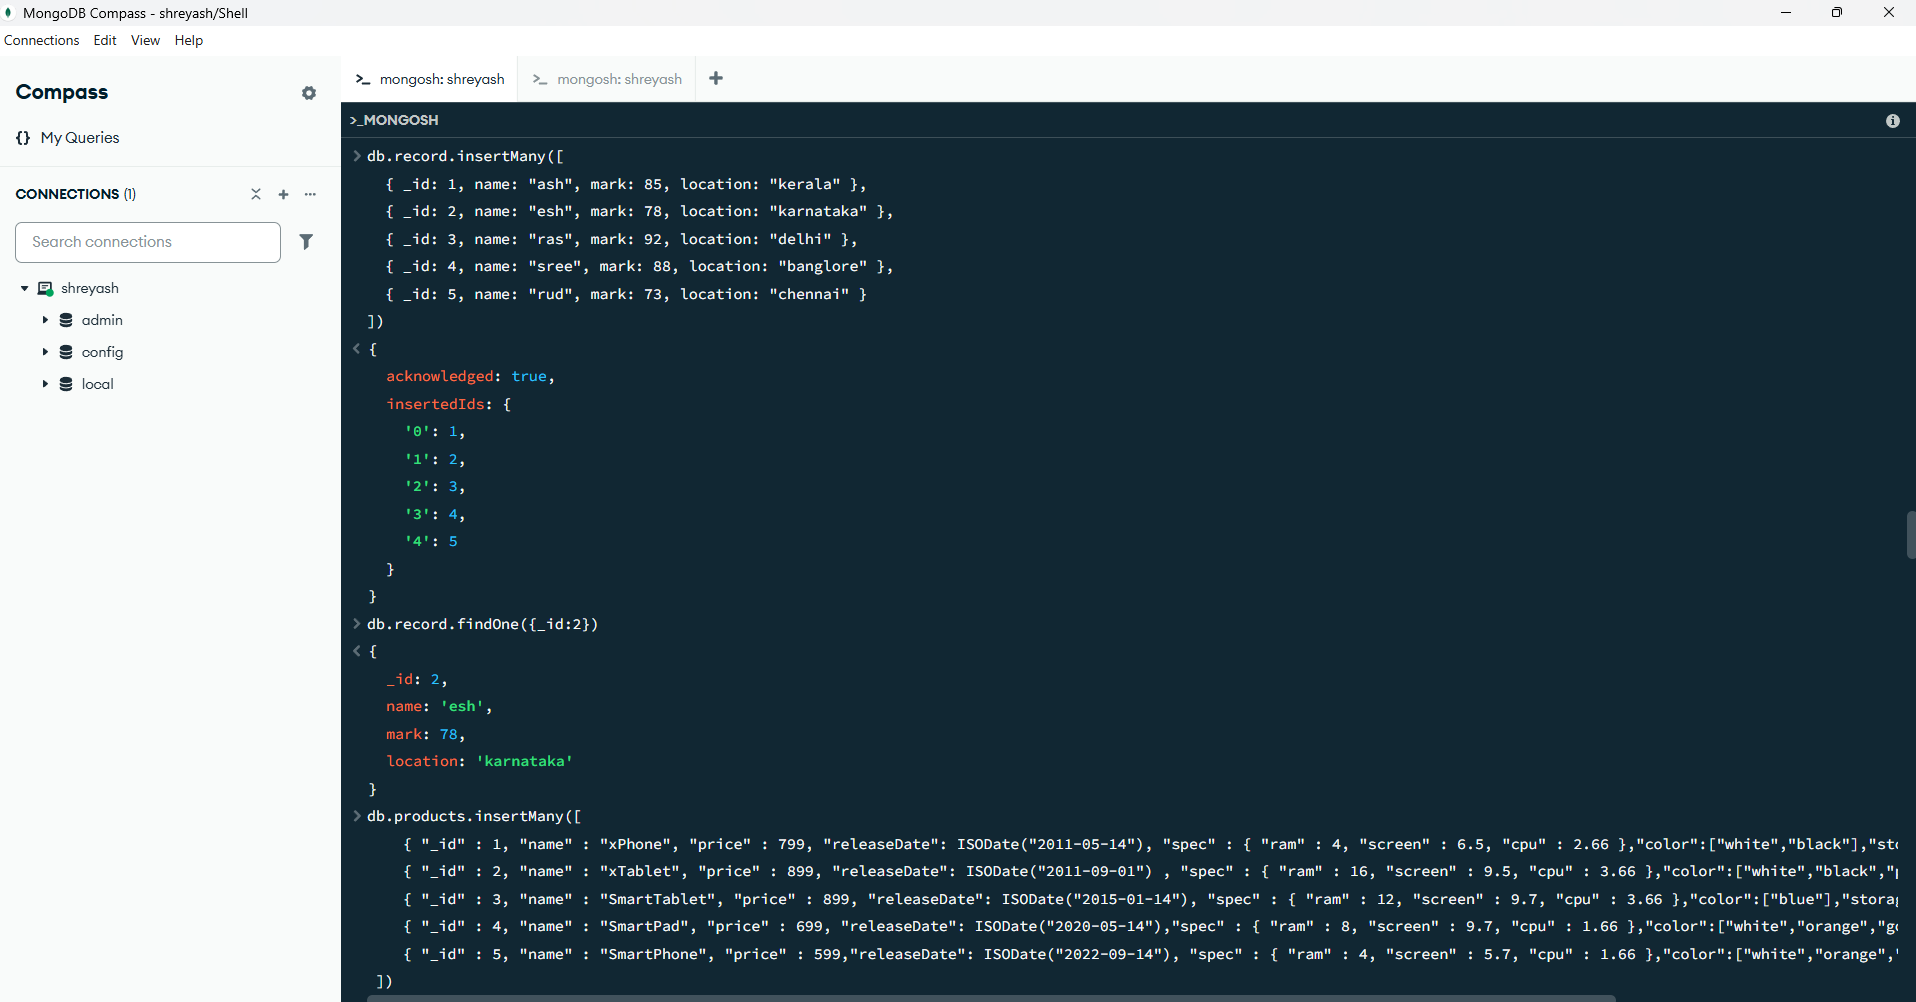 MongoDB Compass - shreyash/Shell
Connections Edit View Help
Compass
{} My Queries
CONNECTIONS (1)
Search connections
shreyash
admin
config
local
>_ mongosh: shreyash >_ mongosh: shreyash +
>_MONGOSH
> db.record.insertMany([
{ _id: 1, name: "ash", mark: 85, location: "kerala" },
{ _id: 2, name: "esh", mark: 78, location: "karnataka" },
{ _id: 3, name: "ras", mark: 92, location: "delhi" },
{ _id: 4, name: "sree", mark: 88, location: "banglore" },
{ _id: 5, name: "rud", mark: 73, location: "chennai" }
])
< {
acknowledged: true,
insertedIds: {
'0': 1,
'1': 2,
'2': 3,
'3': 4,
'4': 5
}
}
> db.record.findOne({_id:2})
< {
_id: 2,
name: 'esh',
mark: 78,
location: 'karnataka'
}
> db.products.insertMany([
{ "_id" : 1, "name" : "xPhone", "price" : 799, "releaseDate": ISODate("2011-05-14"), "spec" : { "ram" : 4, "screen" : 6.5, "cpu" : 2.66 },"color":["white","black"],"sto
{ "_id" : 2, "name" : "xTablet", "price" : 899, "releaseDate": ISODate("2011-09-01") , "spec" : { "ram" : 16, "screen" : 9.5, "cpu" : 3.66 },"color":["white","black","
{ "_id" : 3, "name" : "SmartTablet", "price" : 899, "releaseDate": ISODate("2015-01-14"), "spec" : { "ram" : 12, "screen" : 9.7, "cpu" : 3.66 },"color":["blue"],"stora
{ "_id" : 4, "name" : "SmartPad", "price" : 699, "releaseDate": ISODate("2020-05-14"),"spec" : { "ram" : 8, "screen" : 9.7, "cpu" : 1.66 },"color":["white","orange","
{ "_id" : 5, "name" : "SmartPhone", "price" : 599,"releaseDate": ISODate("2022-09-14"), "spec" : { "ram" : 4, "screen" : 5.7, "cpu" : 1.66 },"color":["white","orange",
])